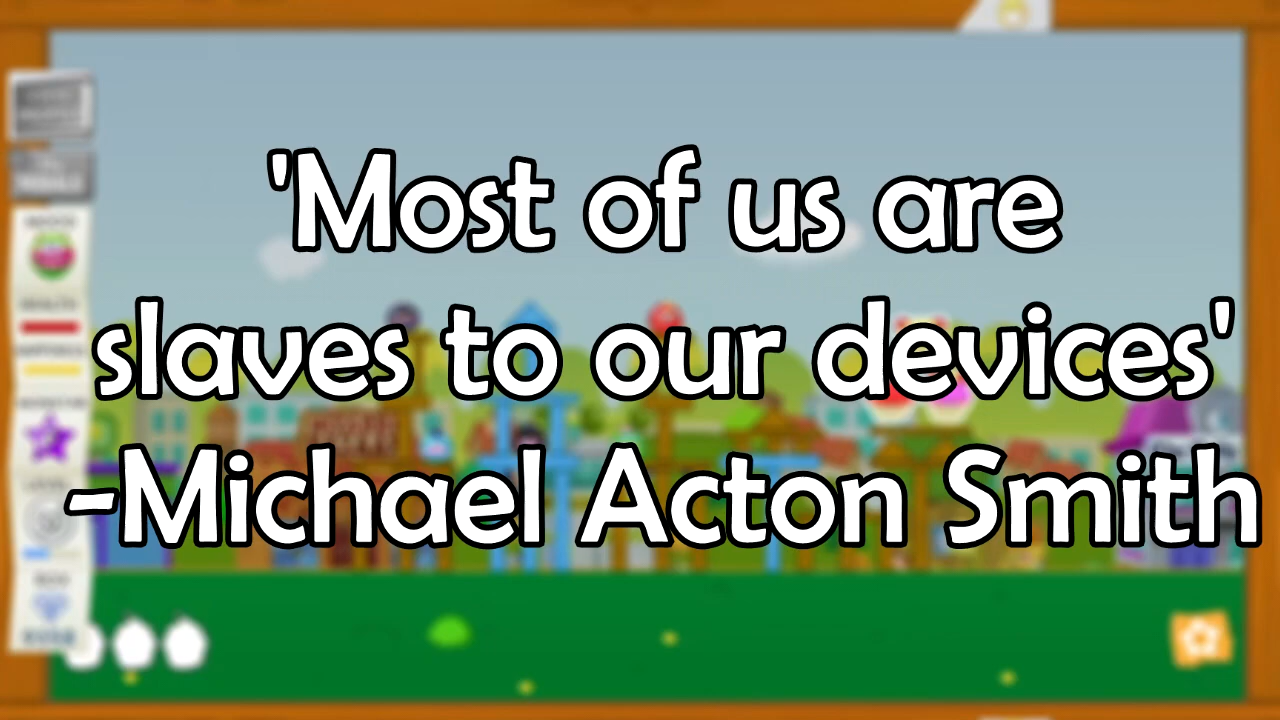 'Most of us are
slaves to our devices'
-Michael Acton Smith